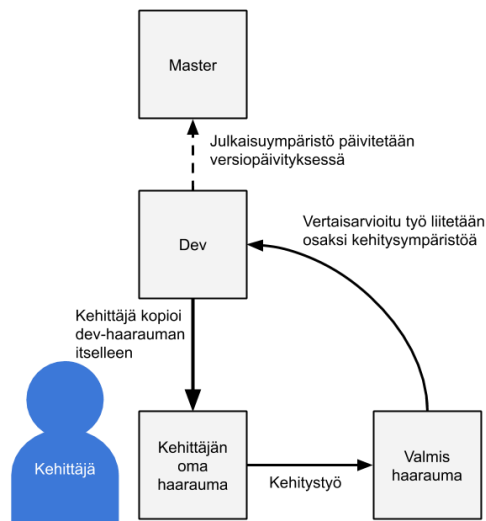 Master
Julkaisuympäristö päivitetään
versiopäivityksessä
Vertaisarvioitu työ liitetään
osaksi kehitysympäristöä
Dev
Kehittäjä kopioi
dev-haarauman
itselleen
Kehittäjä
Kehittäjän
oma
haarauma
Kehitystyö
Valmis
haarauma